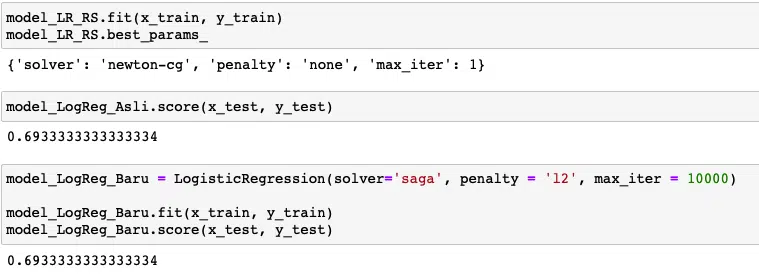 model_LR_RS.fit(x_train, y_train)
model_LR_RS.best_params_
{'solver': 'newton-cg', 'penalty': 'none', 'max_iter': 1}
model_LogReg_Asli.score(x_test, y_test)
0.6933333333333334
model_LogReg_Baru = LogisticRegression(solver='saga', penalty = 'l2', max_iter = 10000)
model_LogReg_Baru.fit(x_train, y_train)
model_LogReg_Baru.score(x_test, y_test)
0.6933333333333334